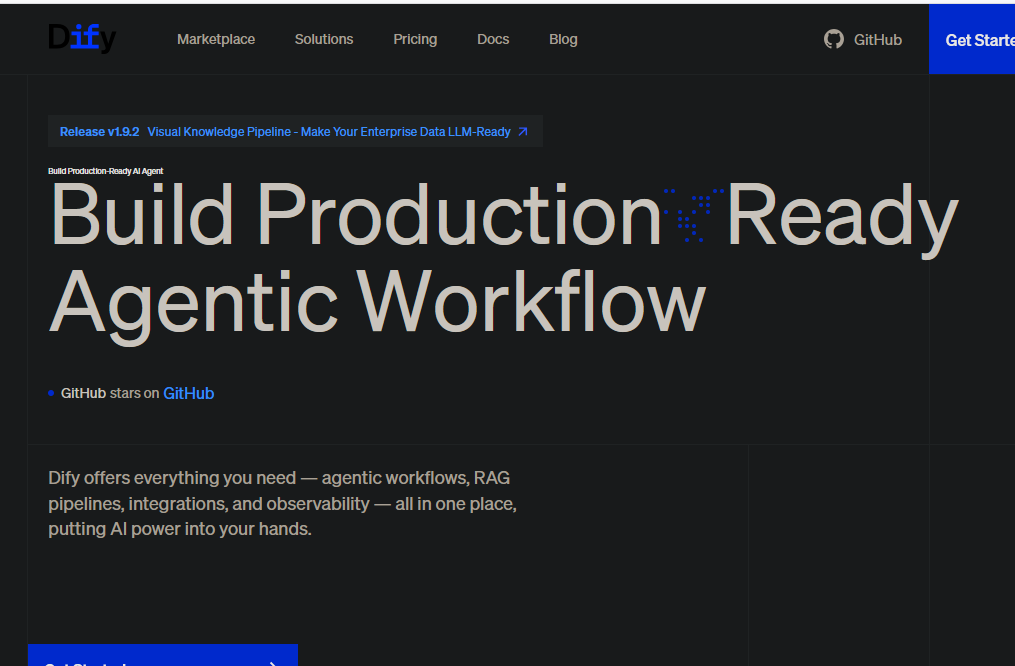 Dify
Marketplace Solutions Pricing Docs Blog GitHub Get Starte
Release v1.9.2 Visual Knowledge Pipeline - Make Your Enterprise Data LLM-Ready
Build Production-Ready AI Agent
Build Production Ready
Agentic Workflow
GitHub stars on GitHub
Dify offers everything you need — agentic workflows, RAG
pipelines, integrations, and observability — all in one place,
putting AI power into your hands.
Get Started